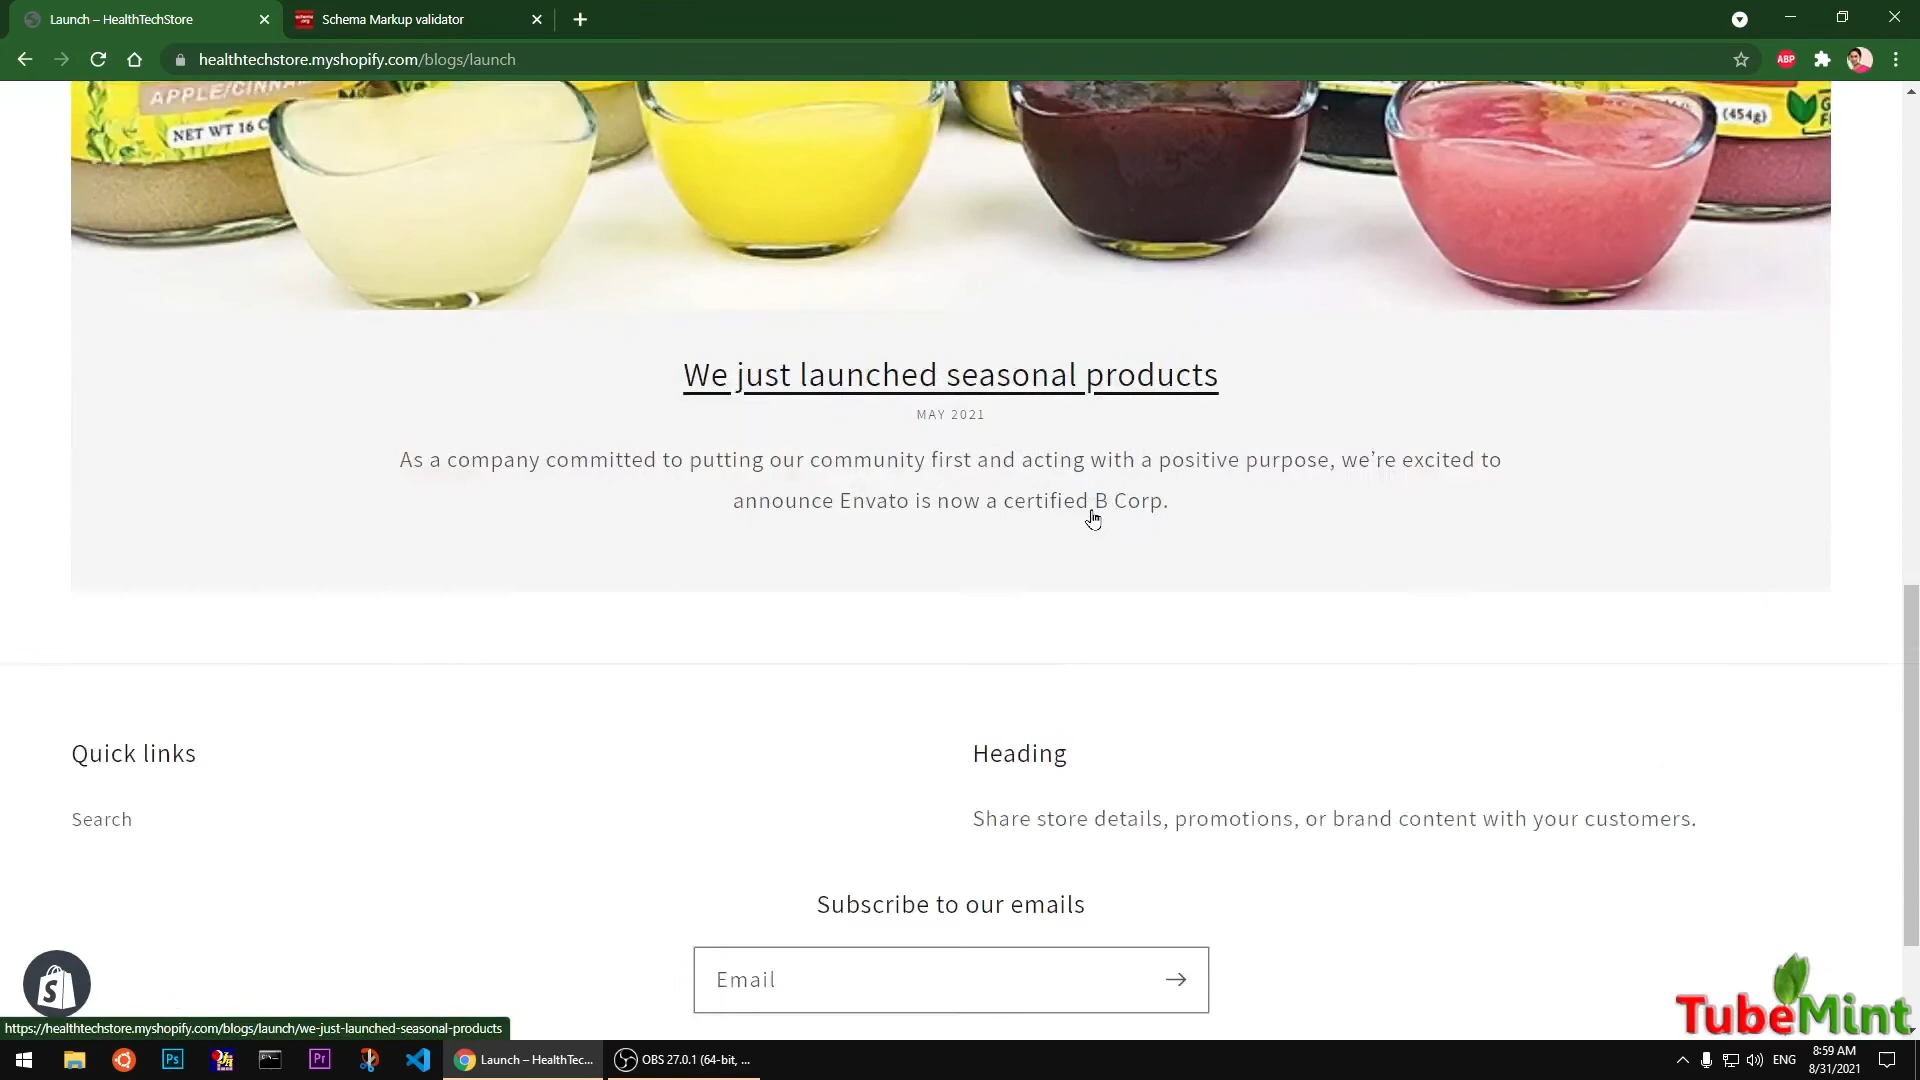 Launch – HealthTechStore
Schema Markup validator
healthtechstore.myshopify.com/blogs/launch
ABP
APPLE/CINNA
NET WT 16 O
(454g)
We just launched seasonal products
MAY 2021
As a company committed to putting our community first and acting with a positive purpose, we’re excited to
announce Envato is now a certified B Corp.
Quick links
Heading
Search
Share store details, promotions, or brand content with your customers.
Subscribe to our emails
Email
TubeMint
https://healthtechstore.myshopify.com/blogs/launch/we-just-launched-seasonal-products
Ps
Pr
Launch – HealthTec...
OBS 27.0.1 (64-bit, ...
ENG
8:59 AM
8/31/2021